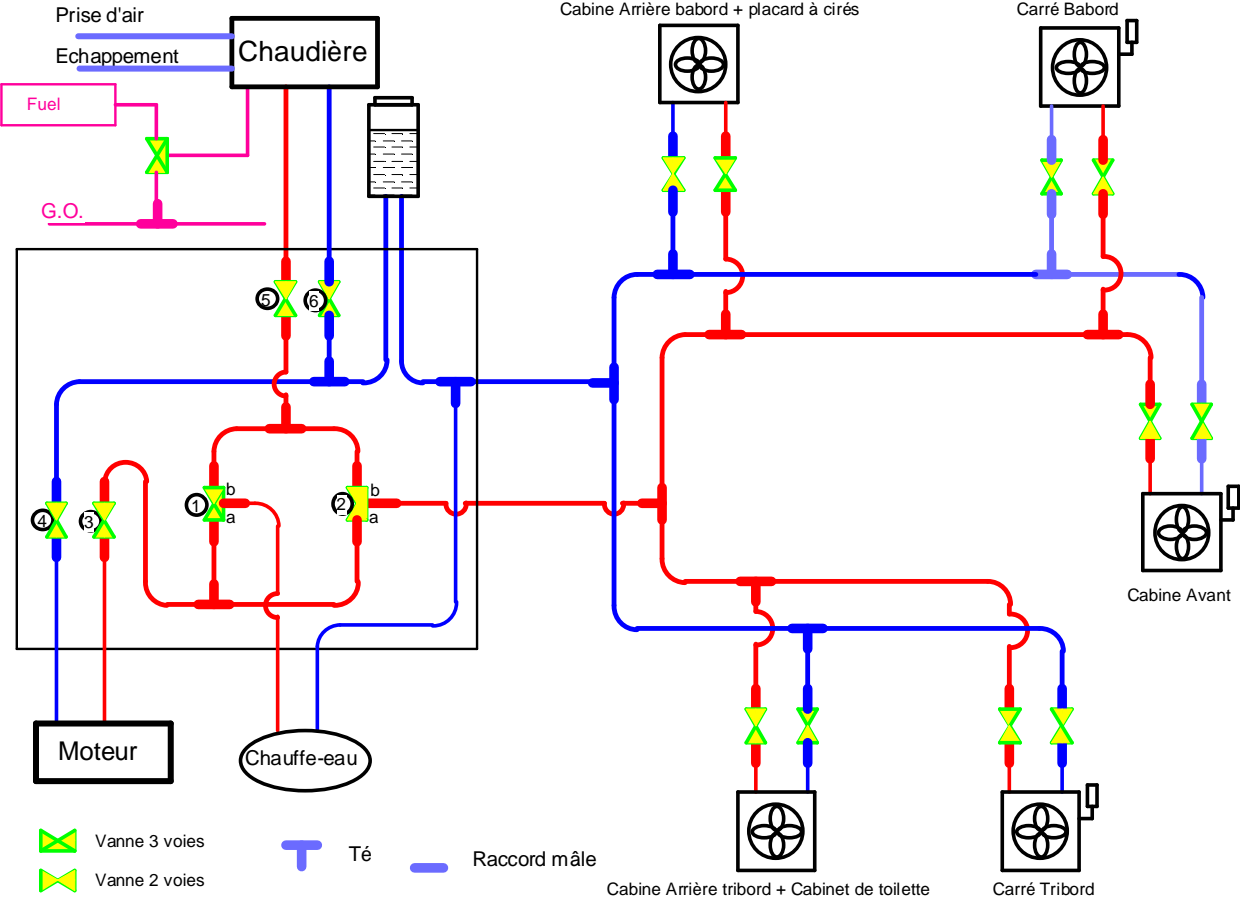 Prise d'air
Cabine Arrière babord + placard à cirés
Carré Babord
Chaudière
Echappement
Fuel
G.O.
5
6
b
b
1
2
a
a
4
3
Cabine Avant
Moteur
Chauffe-eau
Vanne 3 voies
Té
Raccord mâle
Vanne 2 voies
Cabine Arrière tribord + Cabinet de toilette
Carré Tribord